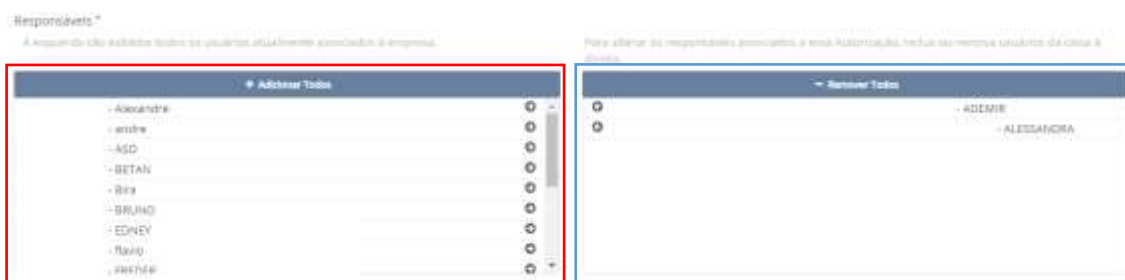 Responsáveis *
À esquerda são exibidos todos os usuários atualmente associados à empresa.
Para alterar os responsáveis associados a essa Autorização, inclua ou remova usuários da caixa à
direita.
+ Adicionar Todos
- Alexandre
- andre
- ASO
- BETAN
- Bira
- BRUNO
- EDNEY
- flavio
− Remover Todos
- ADEMIR
- ALESSANDRA